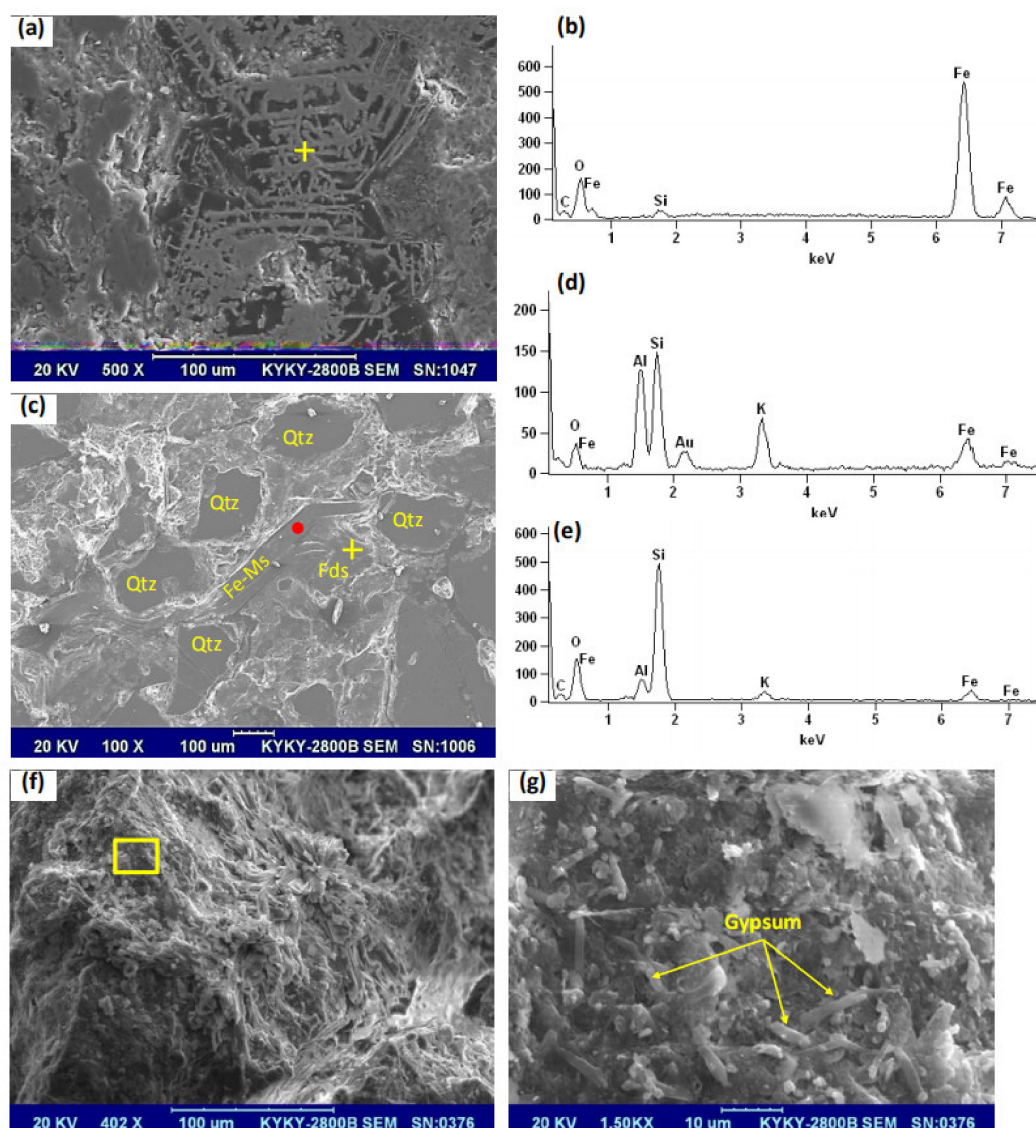 (a)
20 KV 500 X 100 um KYKY-2800B SEM SN:1047
(b)
600
500
400
300
200
100
0
C
O
Fe
Si
Fe
Fe
1 2 3 4 5 6 7
keV
(c)
Qtz
Qtz
Qtz
Qtz
Qtz
Fe-Ms
Fds
20 KV 100 X 100 um KYKY-2800B SEM SN:1006
(d)
200
150
100
50
0
O
Fe
Al
Si
Au
K
Fe
Fe
1 2 3 4 5 6 7
keV
(e)
600
500
400
300
200
100
0
C
O
Fe
Al
Si
K
Fe
Fe
1 2 3 4 5 6 7
keV
(f)
20 KV 402 X 100 um KYKY-2800B SEM SN:0376
(g)
Gypsum
20 KV 1.50KX 10 um KYKY-2800B SEM SN:0376